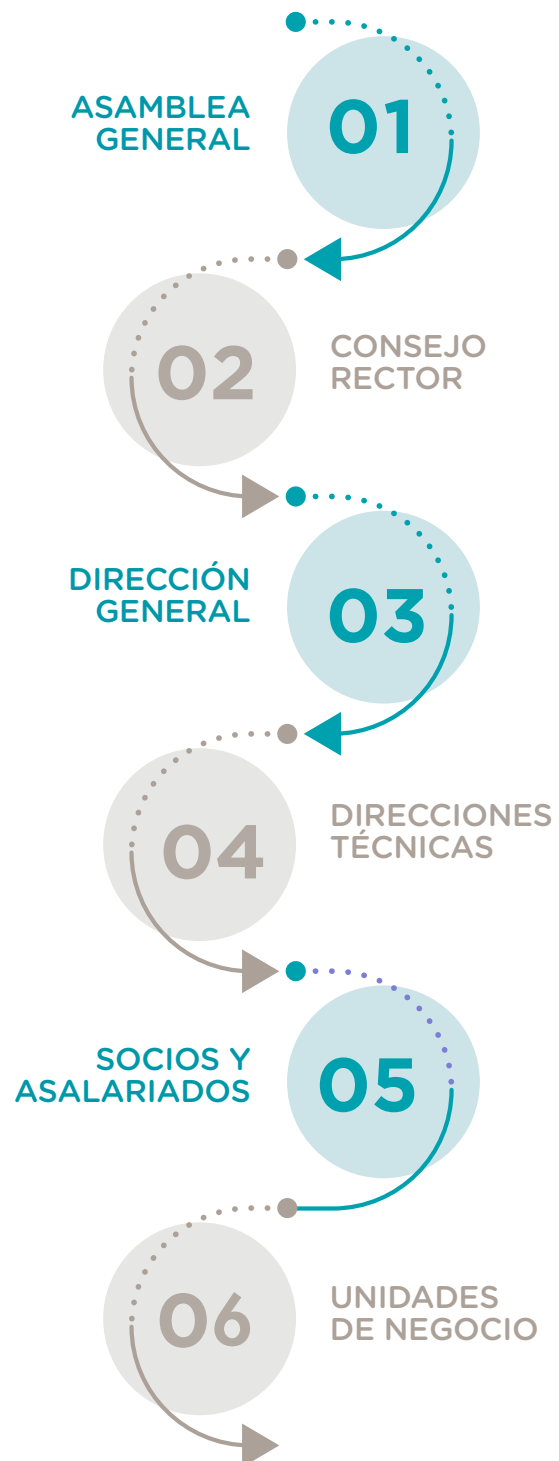 ASAMBLEA
GENERAL
01
02
CONSEJO
RECTOR
DIRECCIÓN
GENERAL
03
04
DIRECCIONES
TÉCNICAS
SOCIOS Y
ASALARIADOS
05
06
UNIDADES
DE NEGOCIO